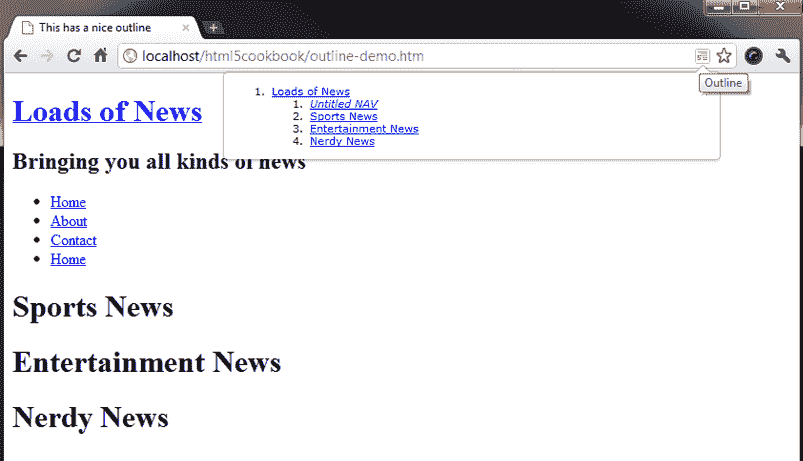 This has a nice outline
localhost/html5cookbook/outline-demo.htm
Outline
1. Loads of News
1. Untitled NAV
2. Sports News
3. Entertainment News
4. Nerdy News
Loads of News
Bringing you all kinds of news
Home
About
Contact
Home
Sports News
Entertainment News
Nerdy News